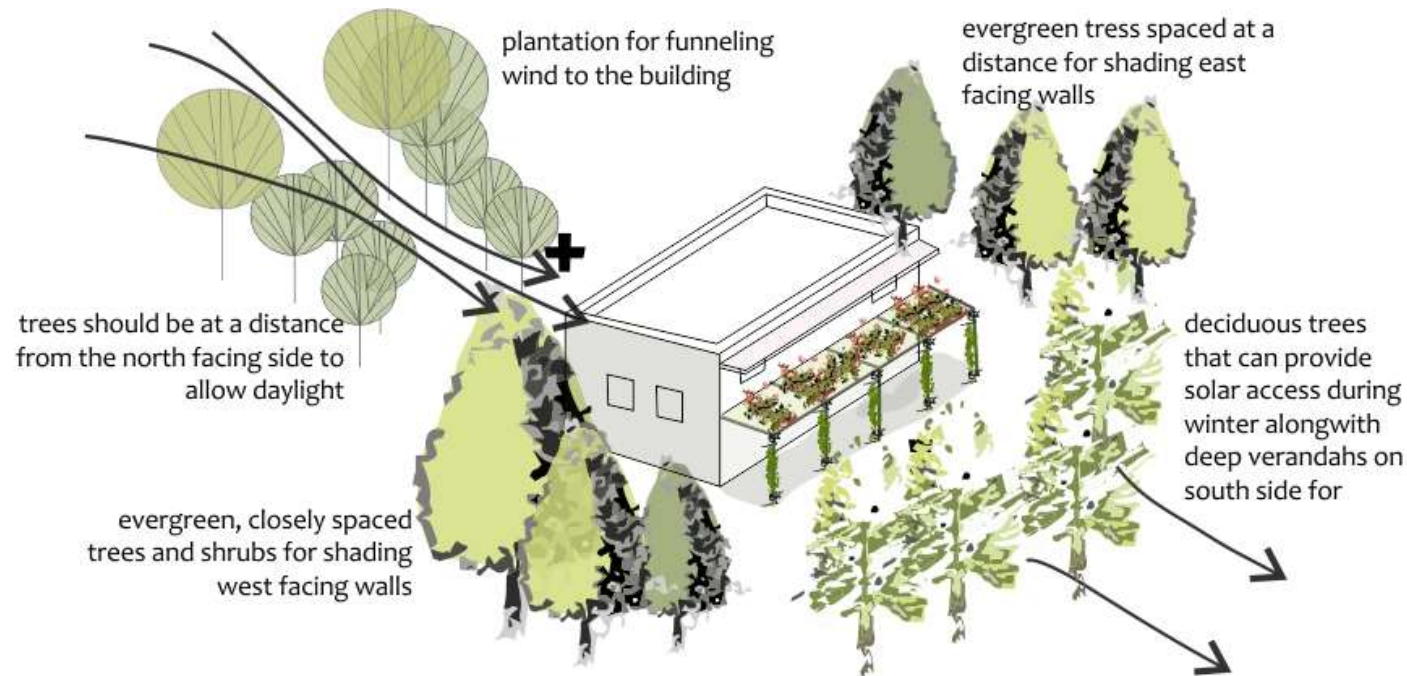 plantation for funneling
wind to the building
evergreen tress spaced at a
distance for shading east
facing walls
trees should be at a distance
from the north facing side to
allow daylight
deciduous trees
that can provide
solar access during
winter alongwith
deep verandahs on
south side for
evergreen, closely spaced
trees and shrubs for shading
west facing walls